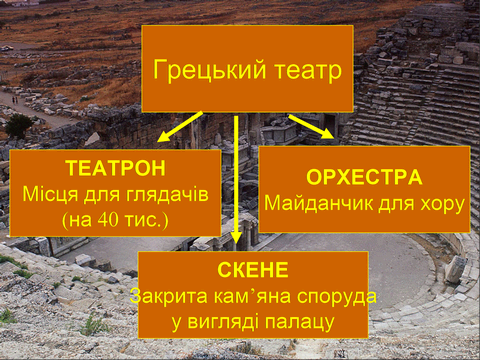 Грецький театр
ТЕАТРОН
Місця для глядачів
(на 40 тис.)
ОРХЕСТРА
Майданчик для хору
СКЕНЕ
Закрита кам’яна споруда
у вигляді палацу